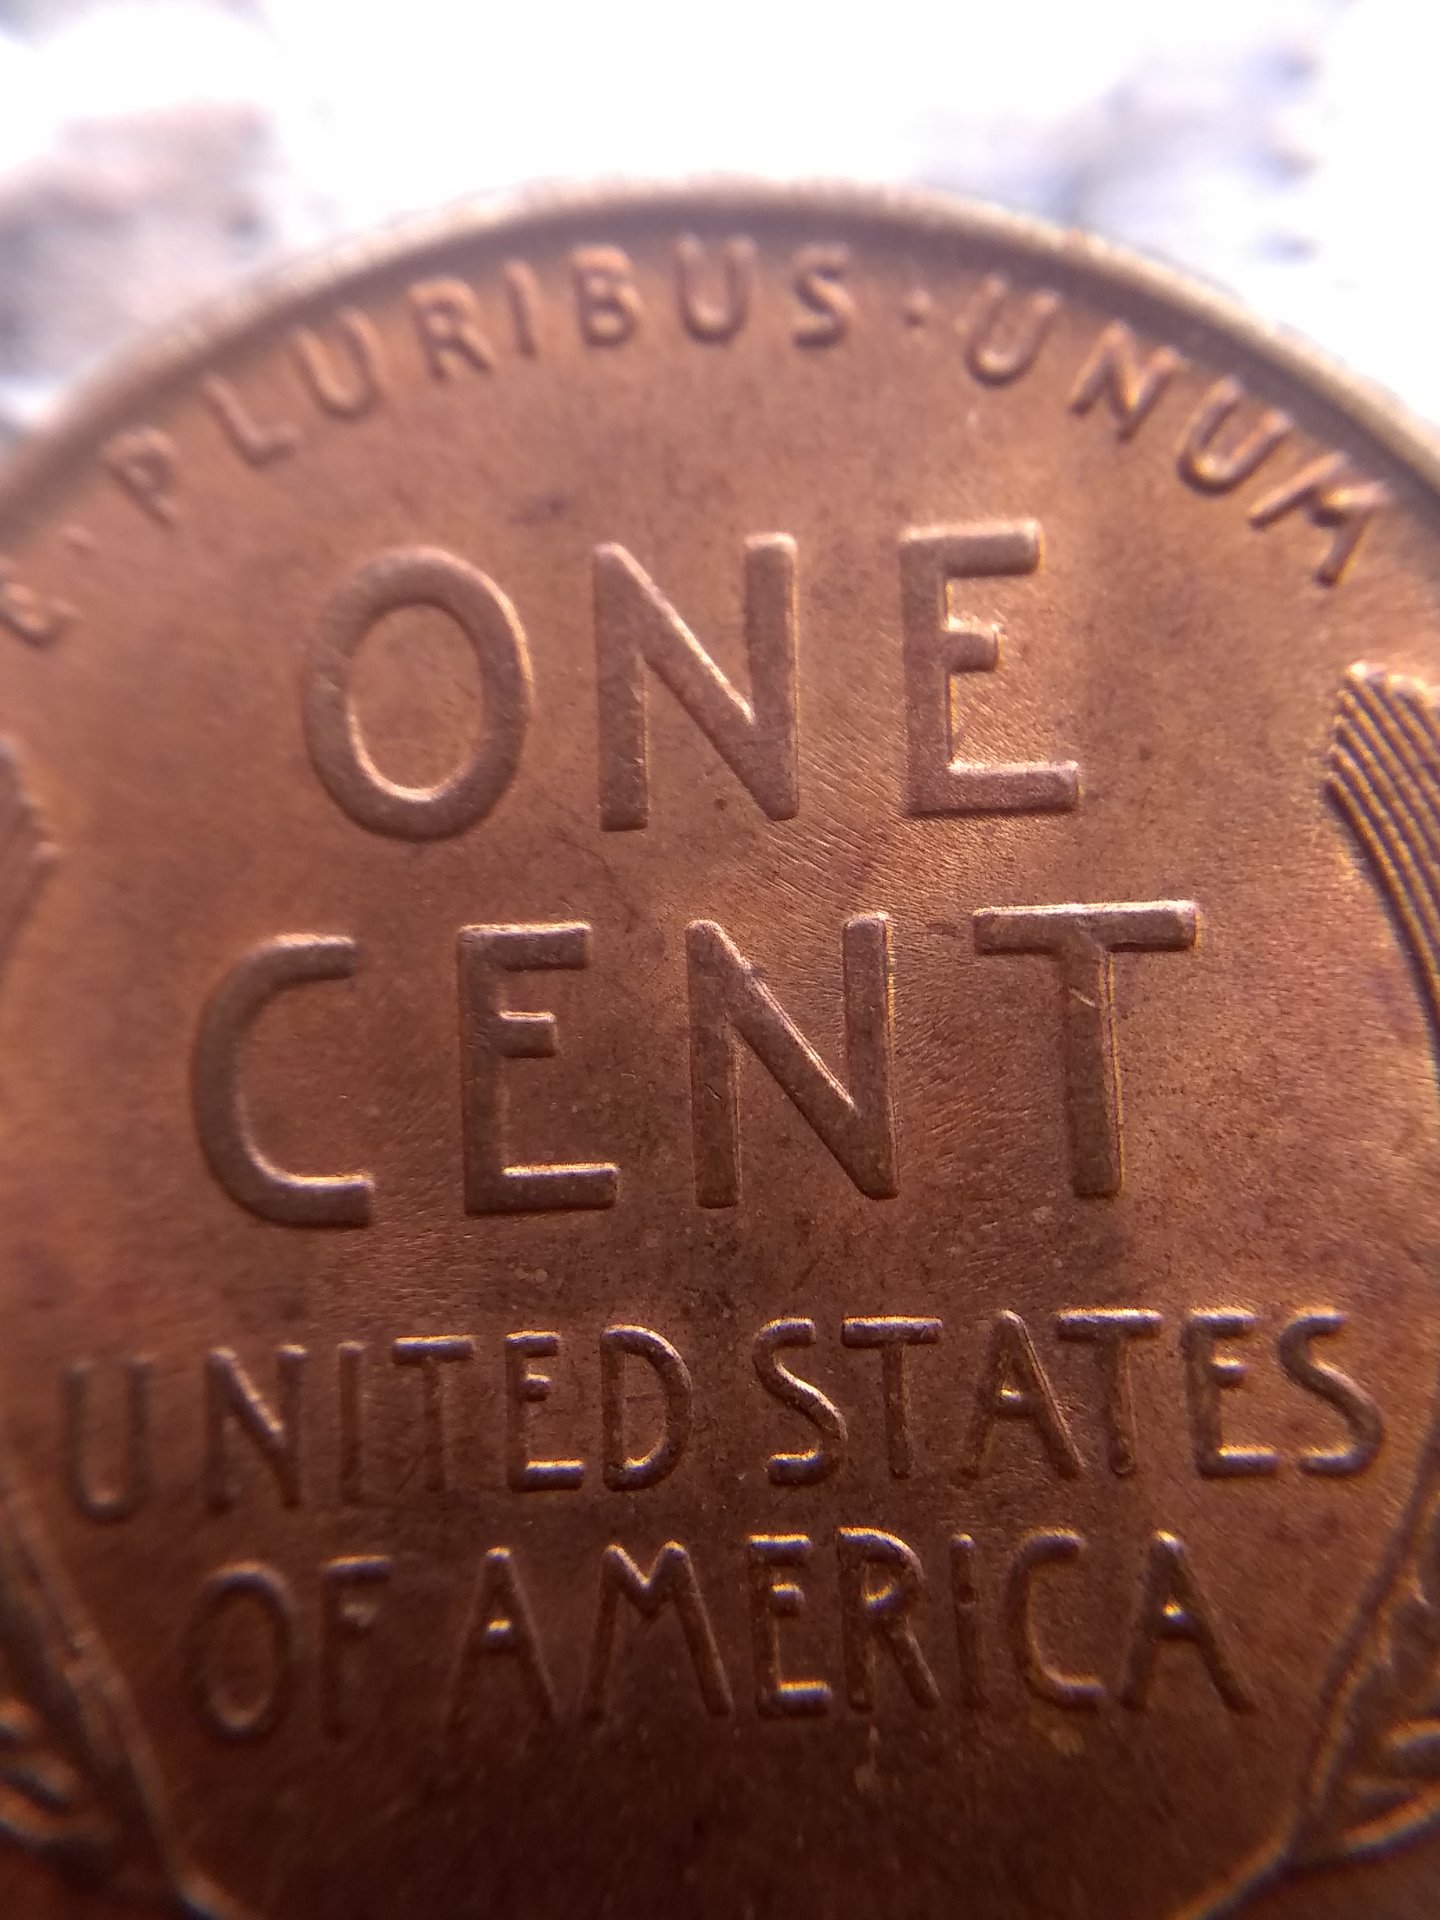 E · PLURIBUS · UNUM
ONE
CENT
UNITED STATES
OF AMERICA